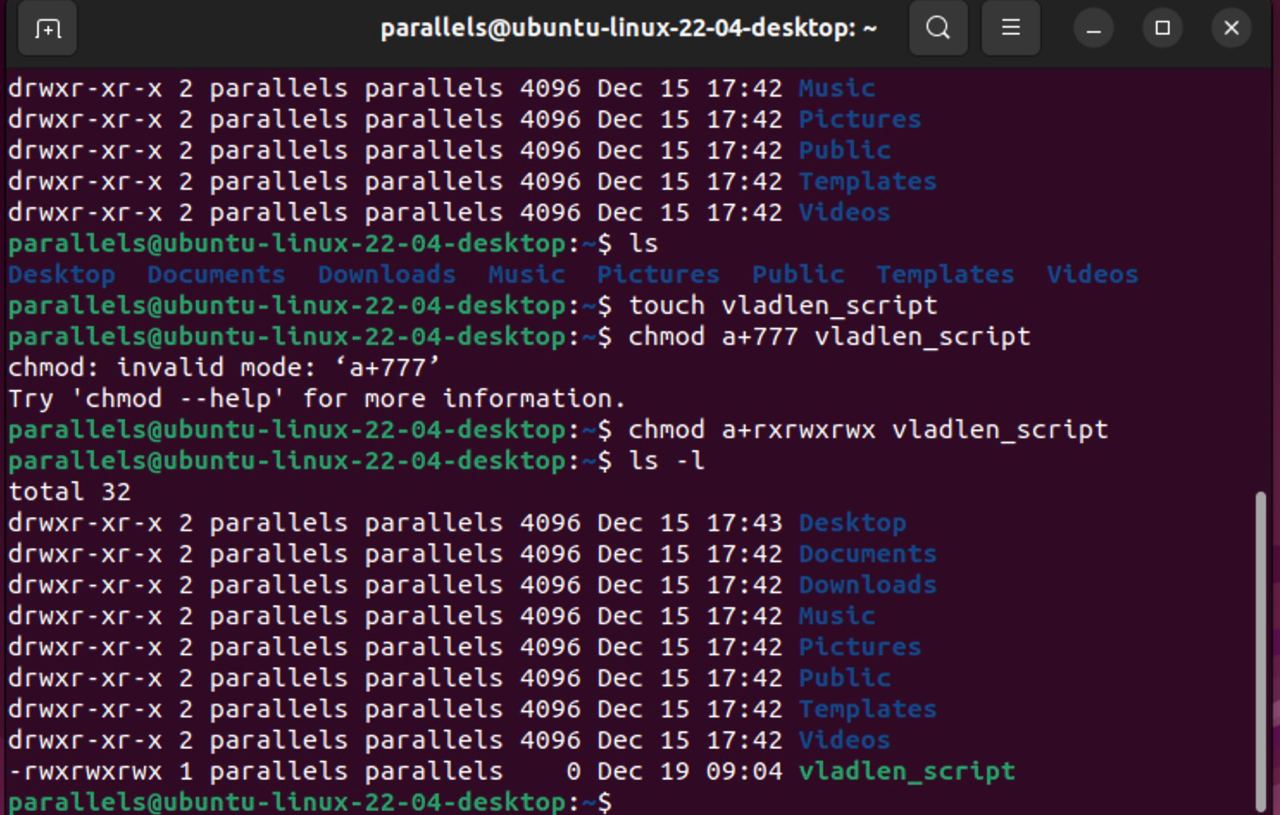 parallels@ubuntu-linux-22-04-desktop: ~
drwxr-xr-x 2 parallels parallels 4096 Dec 15 17:42 Music
drwxr-xr-x 2 parallels parallels 4096 Dec 15 17:42 Pictures
drwxr-xr-x 2 parallels parallels 4096 Dec 15 17:42 Public
drwxr-xr-x 2 parallels parallels 4096 Dec 15 17:42 Templates
drwxr-xr-x 2 parallels parallels 4096 Dec 15 17:42 Videos
parallels@ubuntu-linux-22-04-desktop:~$ ls
Desktop  Documents  Downloads  Music  Pictures  Public  Templates  Videos
parallels@ubuntu-linux-22-04-desktop:~$ touch vladlen_script
parallels@ubuntu-linux-22-04-desktop:~$ chmod a+777 vladlen_script
chmod: invalid mode: ‘a+777’
Try 'chmod --help' for more information.
parallels@ubuntu-linux-22-04-desktop:~$ chmod a+rxrwxrwx vladlen_script
parallels@ubuntu-linux-22-04-desktop:~$ ls -l
total 32
drwxr-xr-x 2 parallels parallels 4096 Dec 15 17:43 Desktop
drwxr-xr-x 2 parallels parallels 4096 Dec 15 17:42 Documents
drwxr-xr-x 2 parallels parallels 4096 Dec 15 17:42 Downloads
drwxr-xr-x 2 parallels parallels 4096 Dec 15 17:42 Music
drwxr-xr-x 2 parallels parallels 4096 Dec 15 17:42 Pictures
drwxr-xr-x 2 parallels parallels 4096 Dec 15 17:42 Public
drwxr-xr-x 2 parallels parallels 4096 Dec 15 17:42 Templates
drwxr-xr-x 2 parallels parallels 4096 Dec 15 17:42 Videos
-rwxrwxrwx 1 parallels parallels    0 Dec 19 09:04 vladlen_script
parallels@ubuntu-linux-22-04-desktop:~$